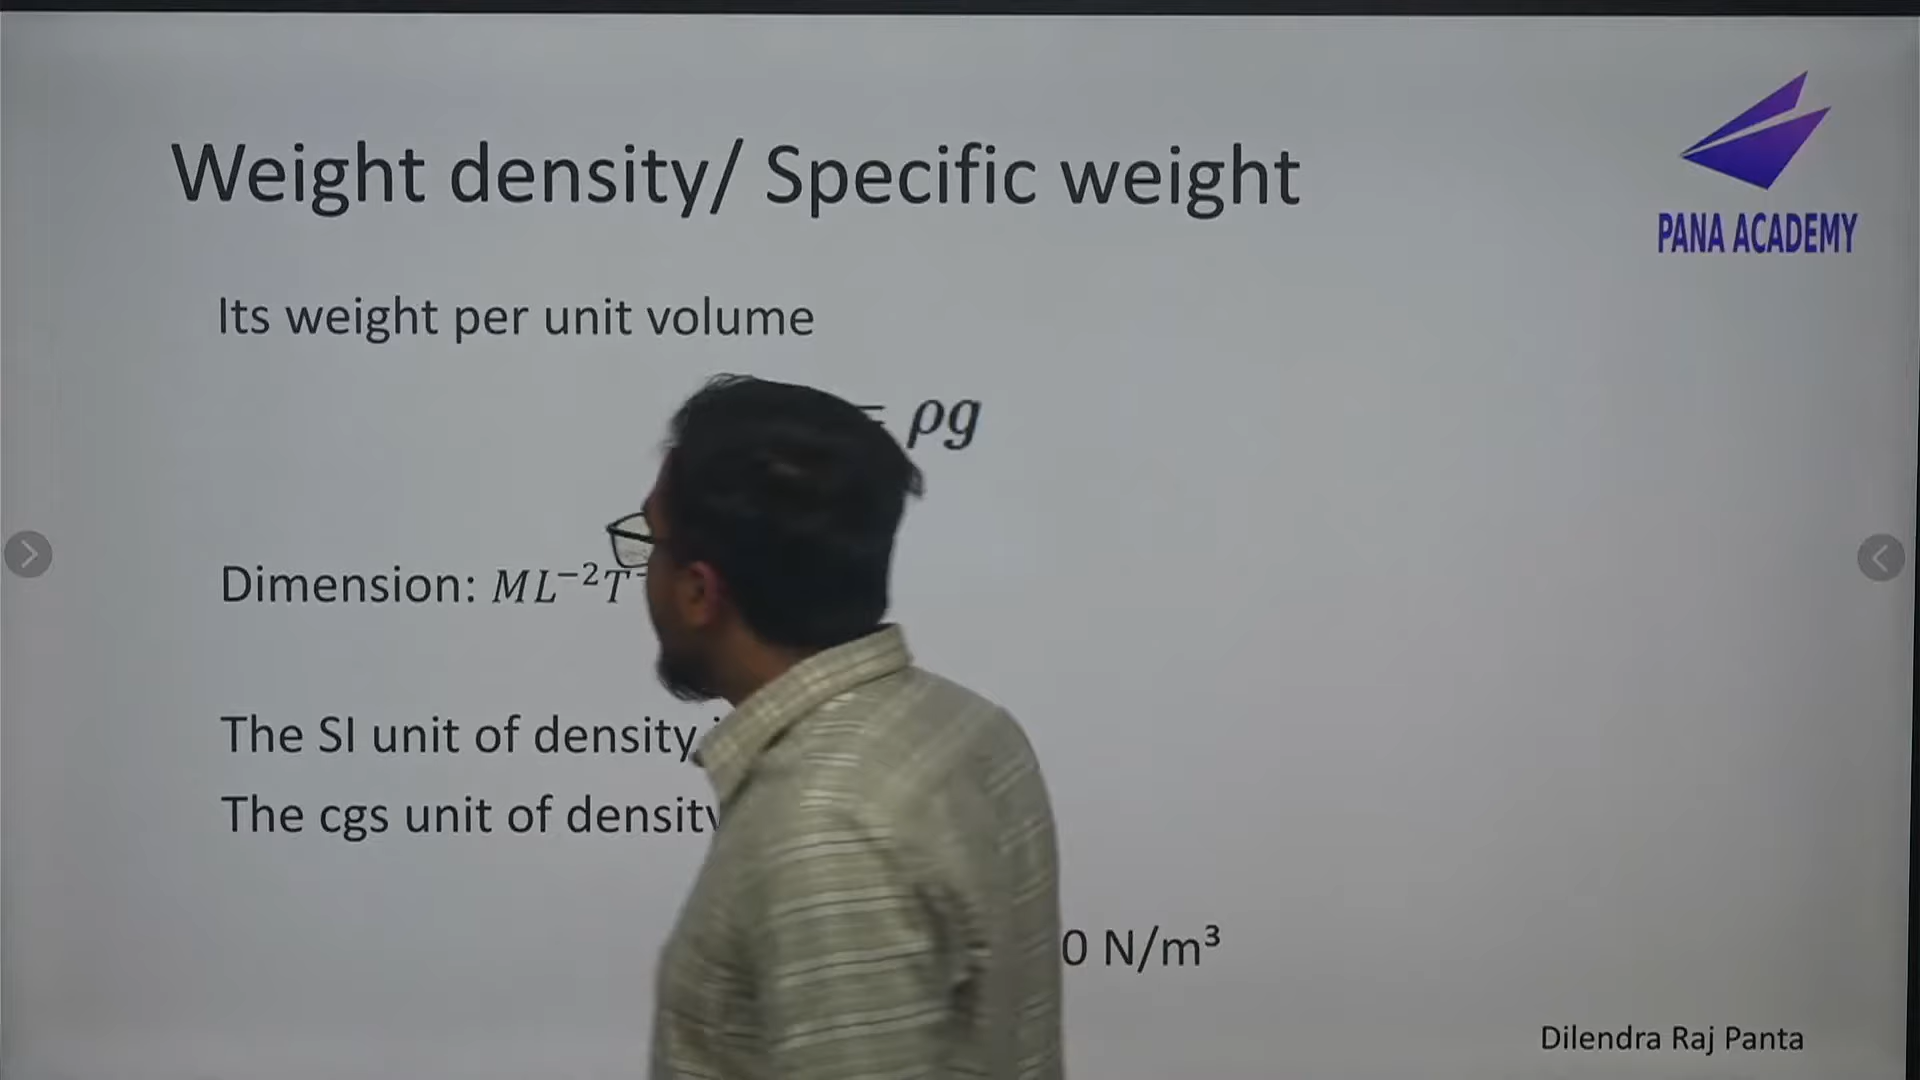 Weight density/ Specific weight
PANA ACADEMY
Its weight per unit volume
= ρg
Dimension: ML⁻²T⁻
The SI unit of density
The cgs unit of density
0 N/m³
Dilendra Raj Panta